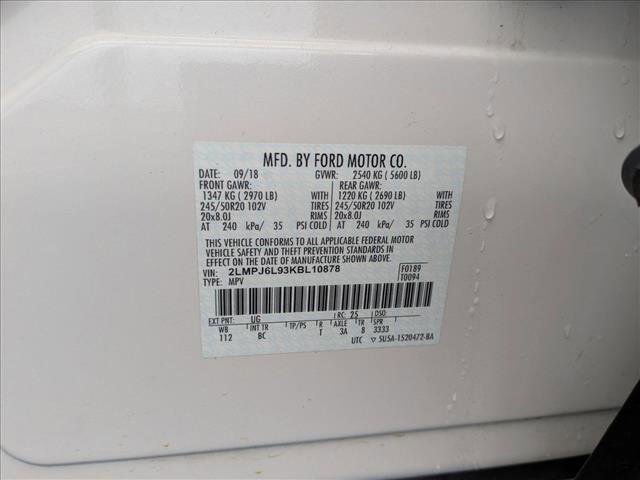 MFD. BY FORD MOTOR CO.
DATE: 09/18 GVWR: 2540 KG ( 5600 LB)
FRONT GAWR: REAR GAWR:
1347 KG ( 2970 LB) WITH 1220 KG ( 2690 LB) WITH
245/50R20 102V TIRES 245/50R20 102V TIRES
20x8.0J RIMS 20x8.0J RIMS
AT 240 kPa/ 35 PSI COLD AT 240 kPa/ 35 PSI COLD
THIS VEHICLE CONFORMS TO ALL APPLICABLE FEDERAL MOTOR
VEHICLE SAFETY AND THEFT PREVENTION STANDARDS IN
EFFECT ON THE DATE OF MANUFACTURE SHOWN ABOVE.
VIN: 2LMPJ6L93KBL10878 F0189
TYPE: MPV T0094
EXT PNT: UG RC: 25 DSO:
WB INT TR TP/PS R AXLE TR SPR
112 BC T 3A 8 3333
UTC ▽ 5U5A-1520472-BA